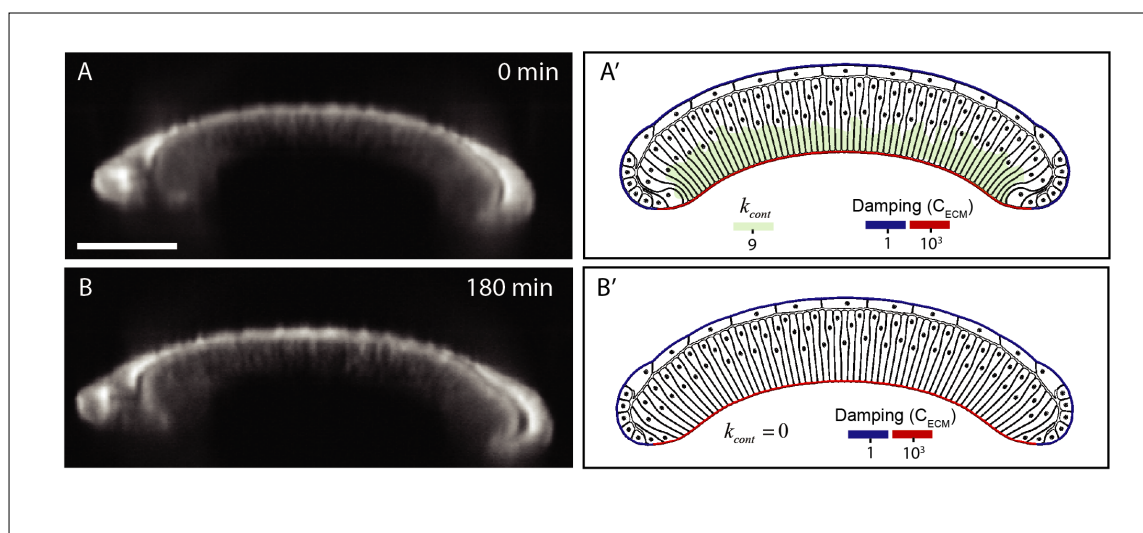 A
0 min
A′
k_cont
9
Damping (C_ECM)
1
10³
B
180 min
B′
k_cont = 0
Damping (C_ECM)
1
10³